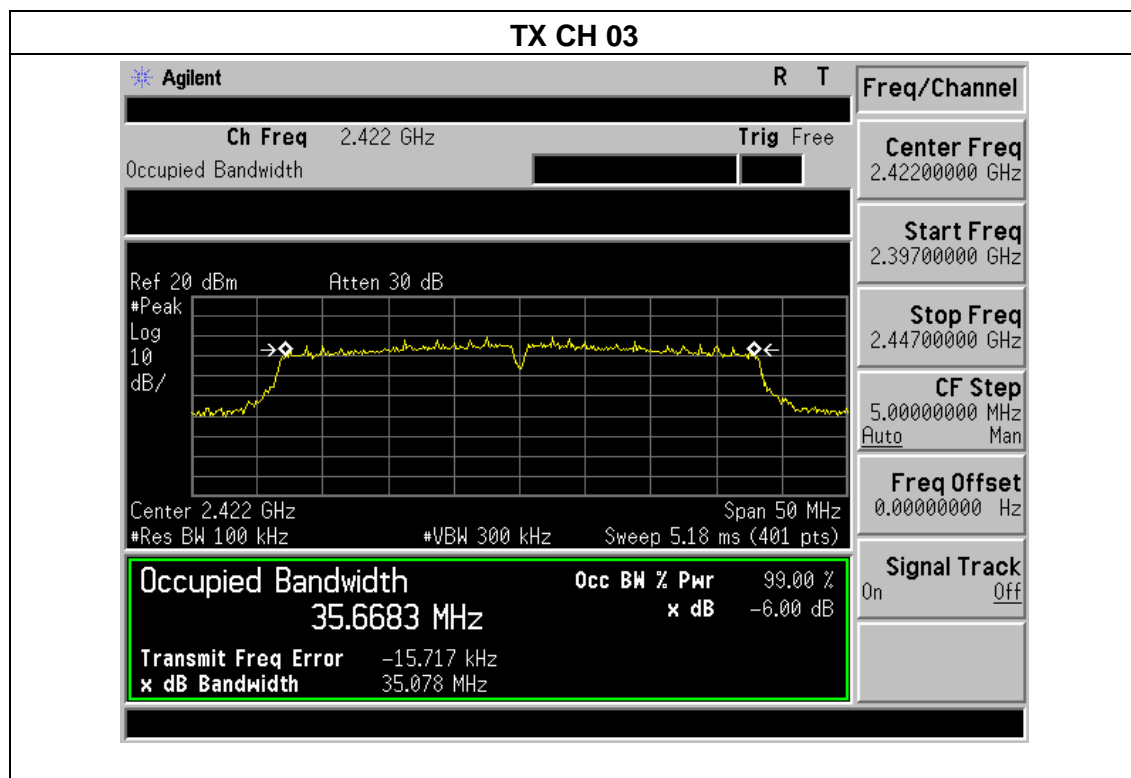 TX CH 03
Agilent R T
Freq/Channel
Ch Freq 2.422 GHz Trig Free
Occupied Bandwidth
Center Freq
2.42200000 GHz
Start Freq
2.39700000 GHz
Stop Freq
2.44700000 GHz
CF Step
5.00000000 MHz
Auto Man
Freq Offset
0.00000000 Hz
Signal Track
On Off
Ref 20 dBm Atten 30 dB
#Peak
Log
10
dB/
Center 2.422 GHz Span 50 MHz
#Res BW 100 kHz #VBW 300 kHz Sweep 5.18 ms (401 pts)
Occupied Bandwidth Occ BW % Pwr 99.00 %
35.6683 MHz x dB -6.00 dB
Transmit Freq Error -15.717 kHz
x dB Bandwidth 35.078 MHz